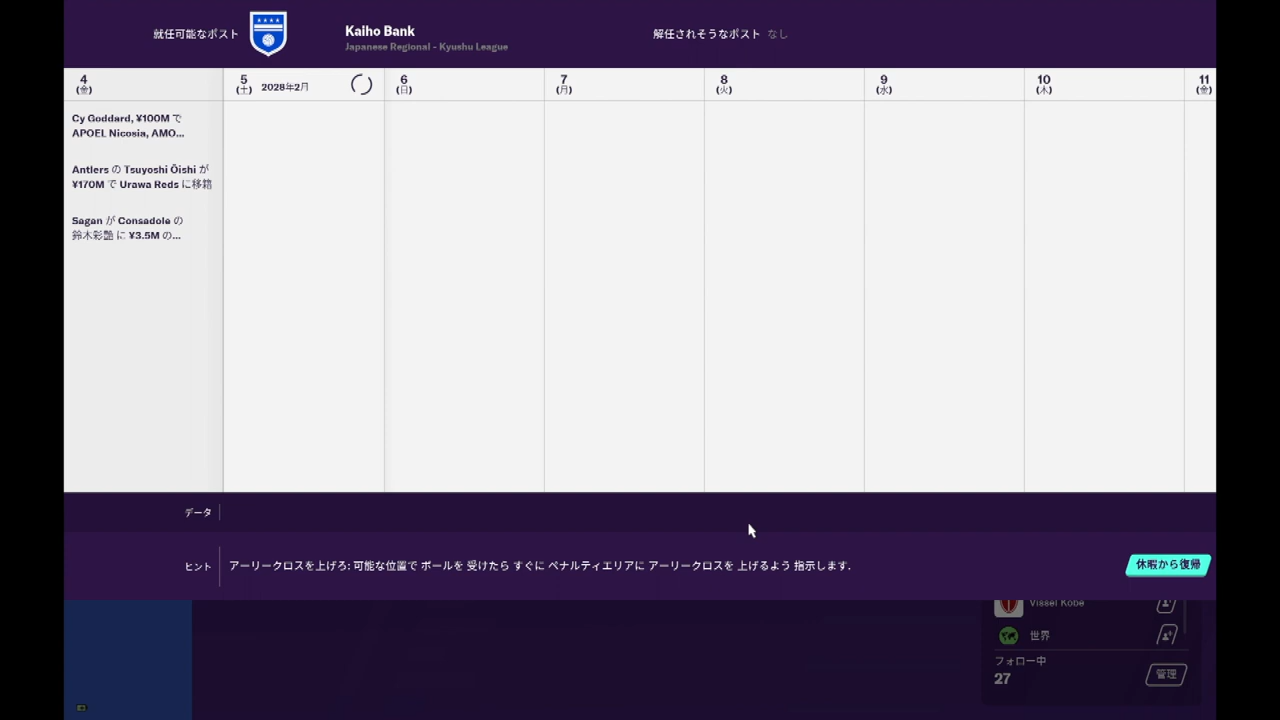 就任可能なポスト
Kaiho Bank
Japanese Regional - Kyushu League
解任されそうなポスト なし
4
(金)
5
(土)
2028年2月
6
(日)
7
(月)
8
(火)
9
(水)
10
(木)
11
(金)
Cy Goddard, ¥100M で
APOEL Nicosia, AMO...
Antlers の Tsuyoshi Ōishi が
¥170M で Urawa Reds に移籍
Sagan が Consadole の
鈴木彩艶 に ¥3.5M の...
データ
ヒント
アーリークロスを上げろ: 可能な位置で ボールを 受けたら すぐに ペナルティエリアに アーリークロスを 上げるよう 指示します.
休暇から復帰
Vissel Kobe
世界
フォロー中
27
管理